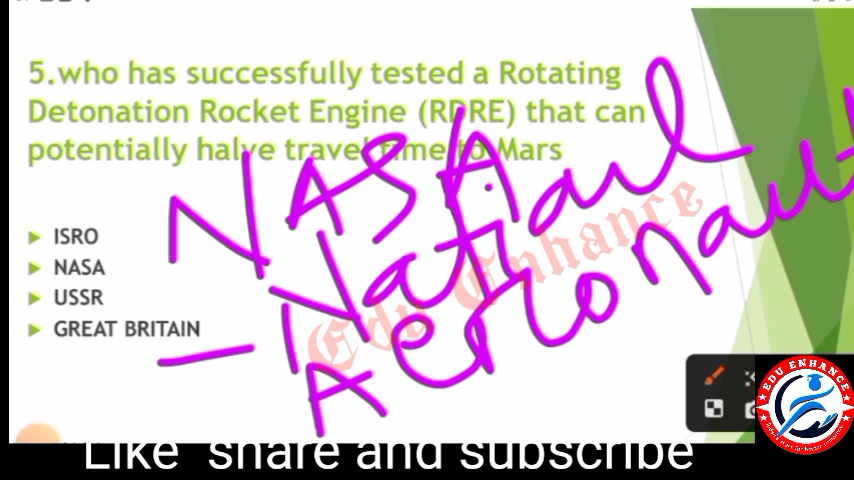 5.who has successfully tested a Rotating
Detonation Rocket Engine (RDRE) that can
potentially halve travel time to Mars
ISRO
NASA
USSR
GREAT BRITAIN
NASA
National
Aeronaut
Edu Enhance
EDU ENHANCE
Like share and subscribe